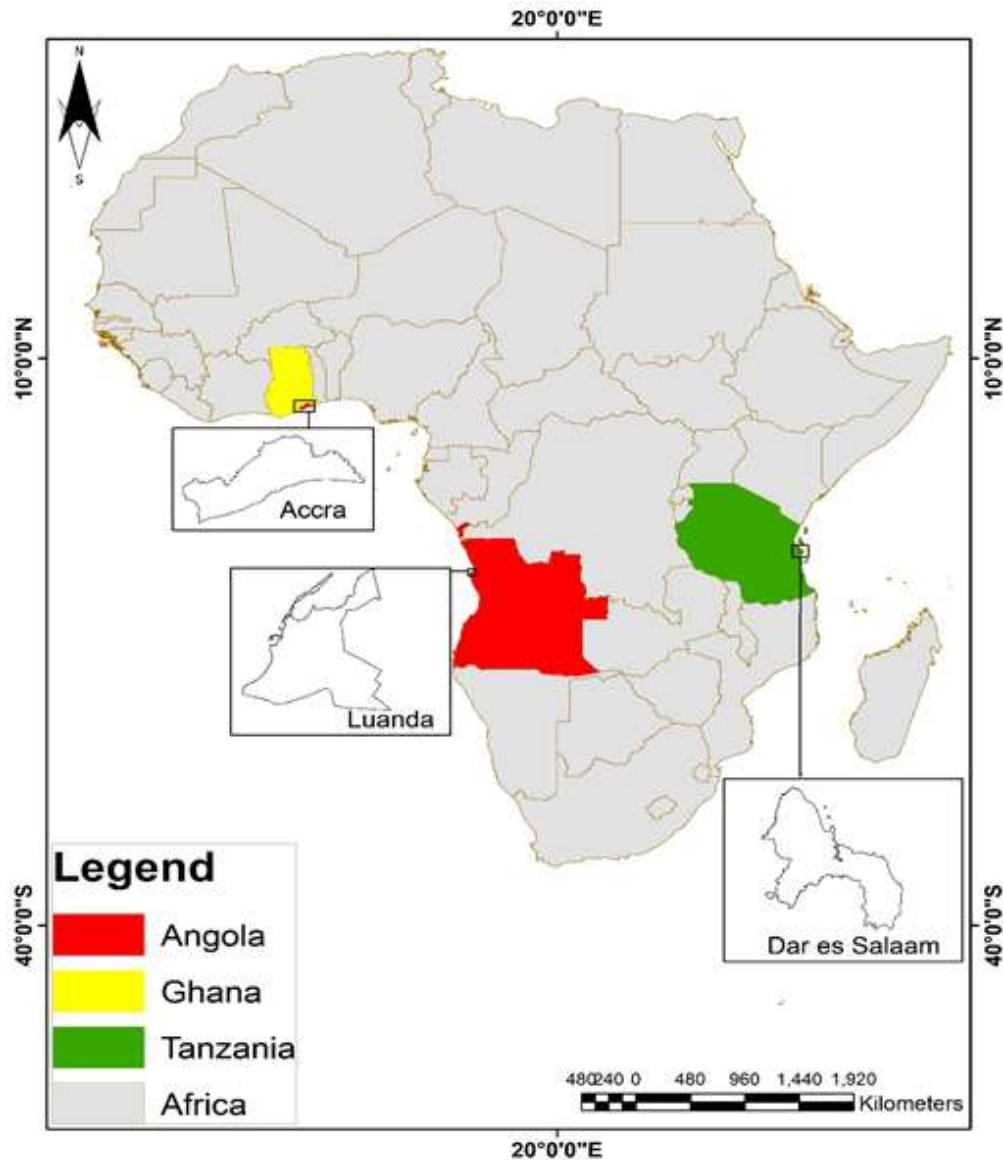 20°0'0"E
N
S
10°0'0"N
10°0'0"N
Accra
Luanda
Dar es Salaam
40°0'0"S
40°0'0"S
Legend
Angola
Ghana
Tanzania
Africa
480 240 0 480 960 1,440 1,920
Kilometers
20°0'0"E